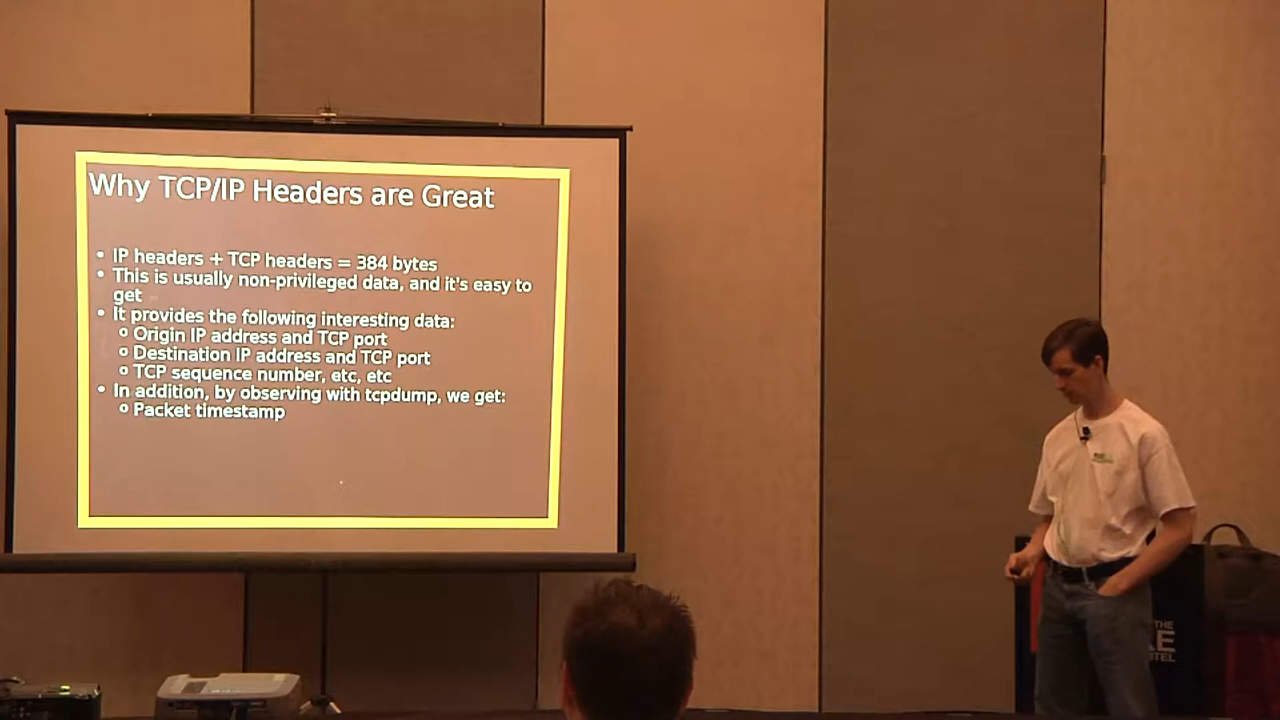 Why TCP/IP Headers are Great
• IP headers + TCP headers = 384 bytes
• This is usually non-privileged data, and it's easy to
get
• It provides the following interesting data:
o Origin IP address and TCP port
o Destination IP address and TCP port
o TCP sequence number, etc, etc
• In addition, by observing with tcpdump, we get:
o Packet timestamp
THE